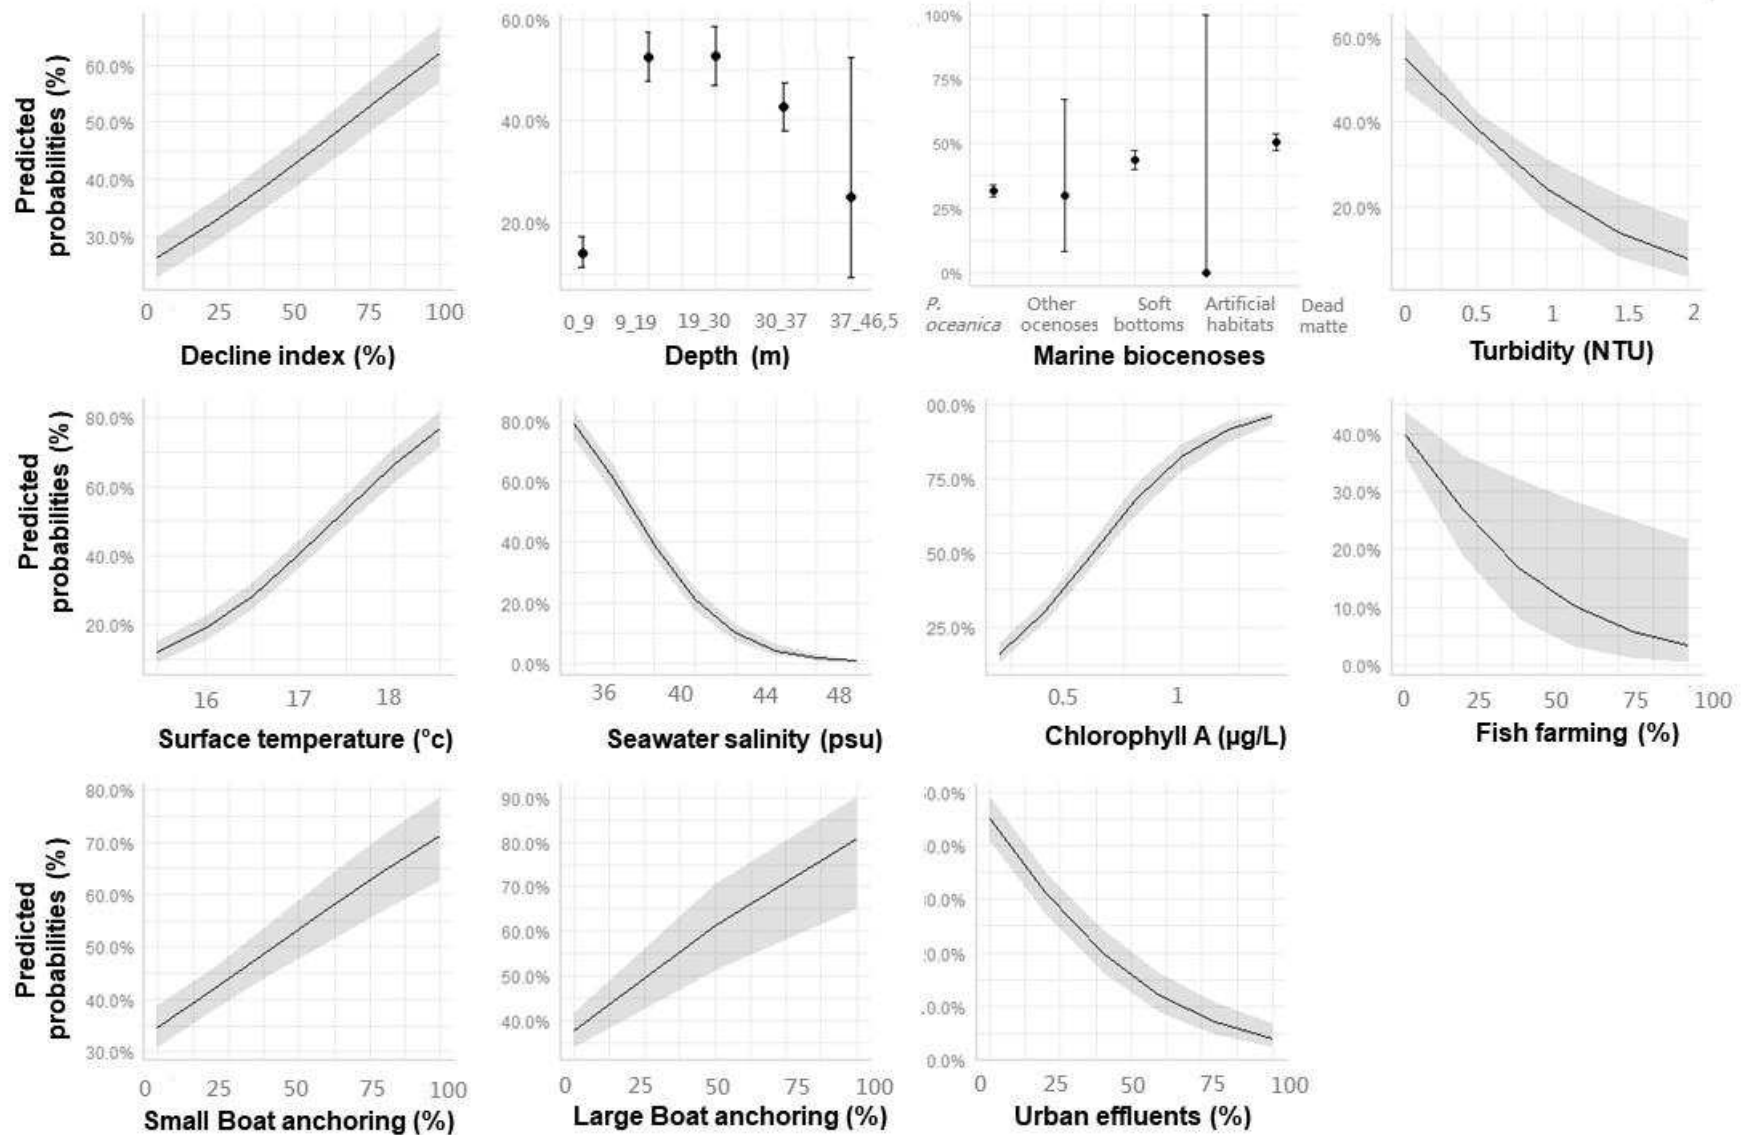 Predicted
probabilities (%)
60.0%
50.0%
40.0%
30.0%
0 25 50 75 100
Decline index (%)
60.0%
40.0%
20.0%
0_9 9_19 19_30 30_37 37_46,5
Depth (m)
100%
75%
50%
25%
0%
P. Other Soft Artificial Dead
oceanica ocenoses bottoms habitats matte
Marine biocenoses
60.0%
40.0%
20.0%
0 0.5 1 1.5 2
Turbidity (NTU)
Predicted
probabilities (%)
80.0%
60.0%
40.0%
20.0%
16 17 18
Surface temperature (°c)
80.0%
60.0%
40.0%
20.0%
0.0%
36 40 44 48
Seawater salinity (psu)
00.0%
75.0%
50.0%
25.0%
0.5 1
Chlorophyll A (µg/L)
40.0%
30.0%
20.0%
10.0%
0.0%
0 25 50 75 100
Fish farming (%)
Predicted
probabilities (%)
80.0%
70.0%
60.0%
50.0%
40.0%
30.0%
0 25 50 75 100
Small Boat anchoring (%)
90.0%
80.0%
70.0%
60.0%
50.0%
40.0%
0 25 50 75 100
Large Boat anchoring (%)
0.0%
0 25 50 75 100
Urban effluents (%)